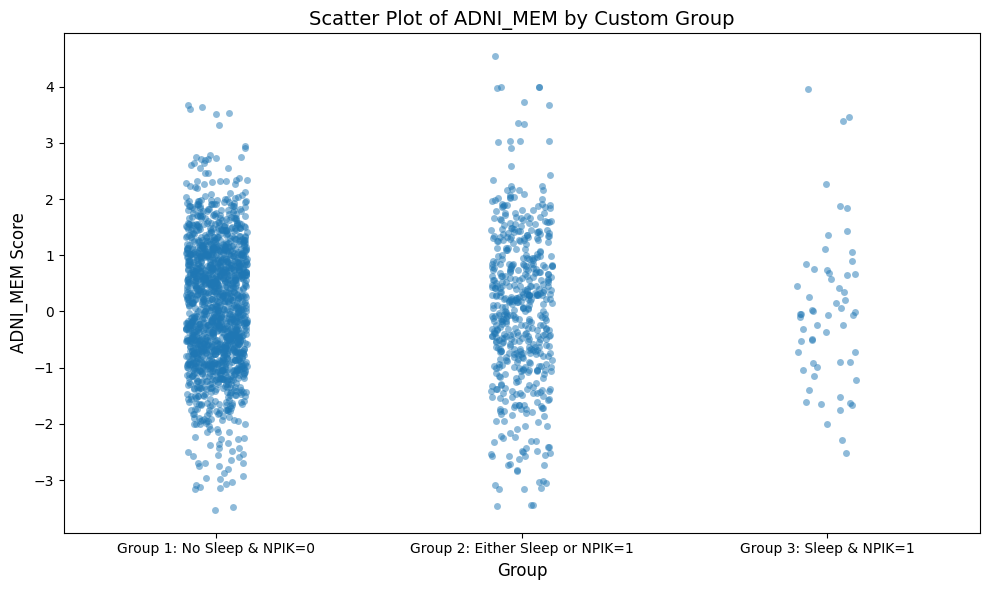 Scatter Plot of ADNI_MEM by Custom Group
ADNI_MEM Score
4
3
2
1
0
−1
−2
−3
Group 1: No Sleep & NPIK=0
Group 2: Either Sleep or NPIK=1
Group 3: Sleep & NPIK=1
Group